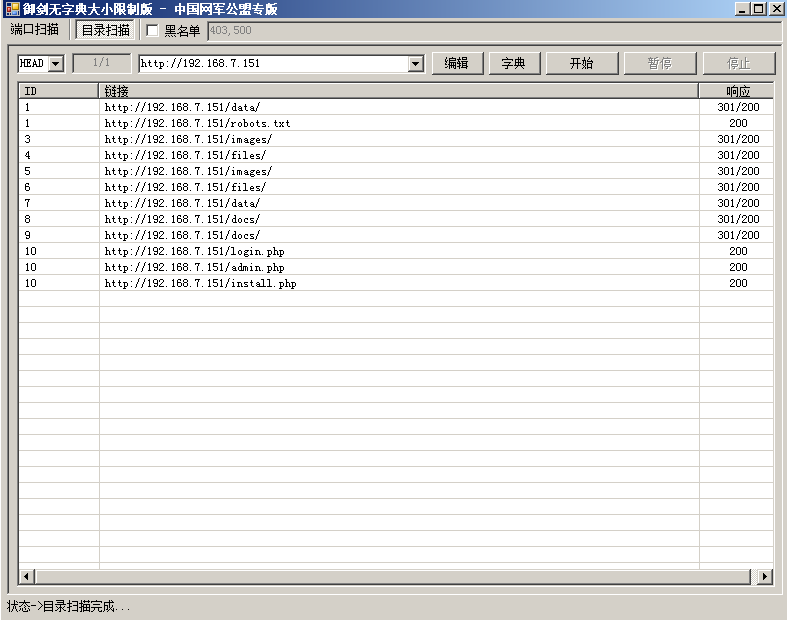 御剑无字典大小限制版 - 中国网军公盟专版
端口扫描 目录扫描 黑名单 403,500
HEAD 1/1 http://192.168.7.151 编辑 字典 开始 暂停 停止
ID 链接 响应
1 http://192.168.7.151/data/ 301/200
1 http://192.168.7.151/robots.txt 200
3 http://192.168.7.151/images/ 301/200
4 http://192.168.7.151/files/ 301/200
5 http://192.168.7.151/images/ 301/200
6 http://192.168.7.151/files/ 301/200
7 http://192.168.7.151/data/ 301/200
8 http://192.168.7.151/docs/ 301/200
9 http://192.168.7.151/docs/ 301/200
10 http://192.168.7.151/login.php 200
10 http://192.168.7.151/admin.php 200
10 http://192.168.7.151/install.php 200
状态->目录扫描完成...